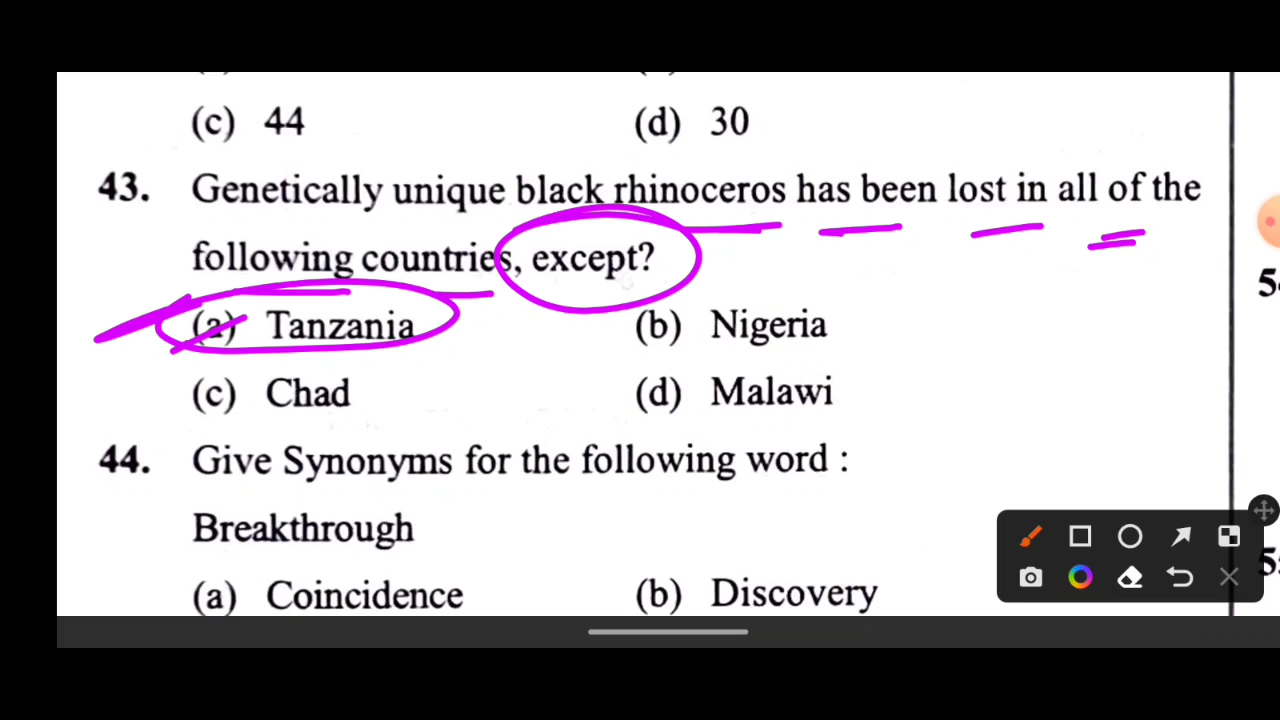 (c) 44 (d) 30
43. Genetically unique black rhinoceros has been lost in all of the
following countries, except?
(a) Tanzania (b) Nigeria
(c) Chad (d) Malawi
44. Give Synonyms for the following word :
Breakthrough
(a) Coincidence (b) Discovery